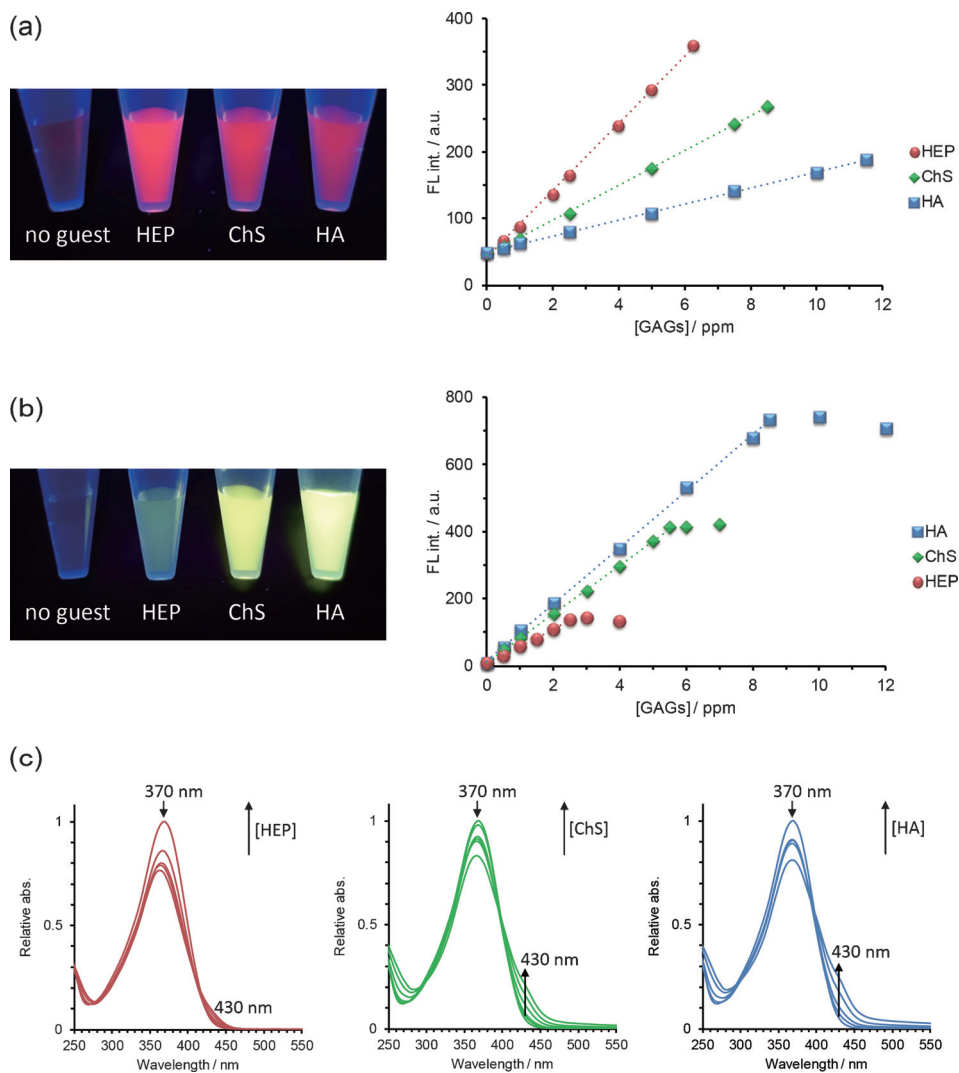 (a)
no guest HEP ChS HA
FL int. / a.u.
400
300
200
100
0
0 2 4 6 8 10 12
[GAGs] / ppm
HEP
ChS
HA
(b)
no guest HEP ChS HA
FL int. / a.u.
800
600
400
200
0
0 2 4 6 8 10 12
[GAGs] / ppm
HA
ChS
HEP
(c)
370 nm
[HEP]
Relative abs.
1
0.5
0
430 nm
250 300 350 400 450 500 550
Wavelength / nm
370 nm
[ChS]
Relative abs.
1
0.5
0
430 nm
250 300 350 400 450 500 550
Wavelength / nm
370 nm
[HA]
Relative abs.
1
0.5
0
430 nm
250 300 350 400 450 500 550
Wavelength / nm